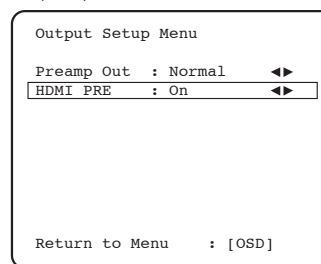 Output Setup Menu
Preamp Out : Normal ◄►
HDMI PRE : On ◄►
Return to Menu : [OSD]